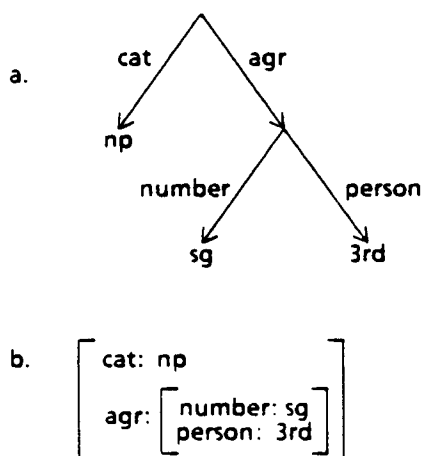 a.
cat agr
np
number person
sg 3rd
b.
cat: np
agr: number: sg
person: 3rd